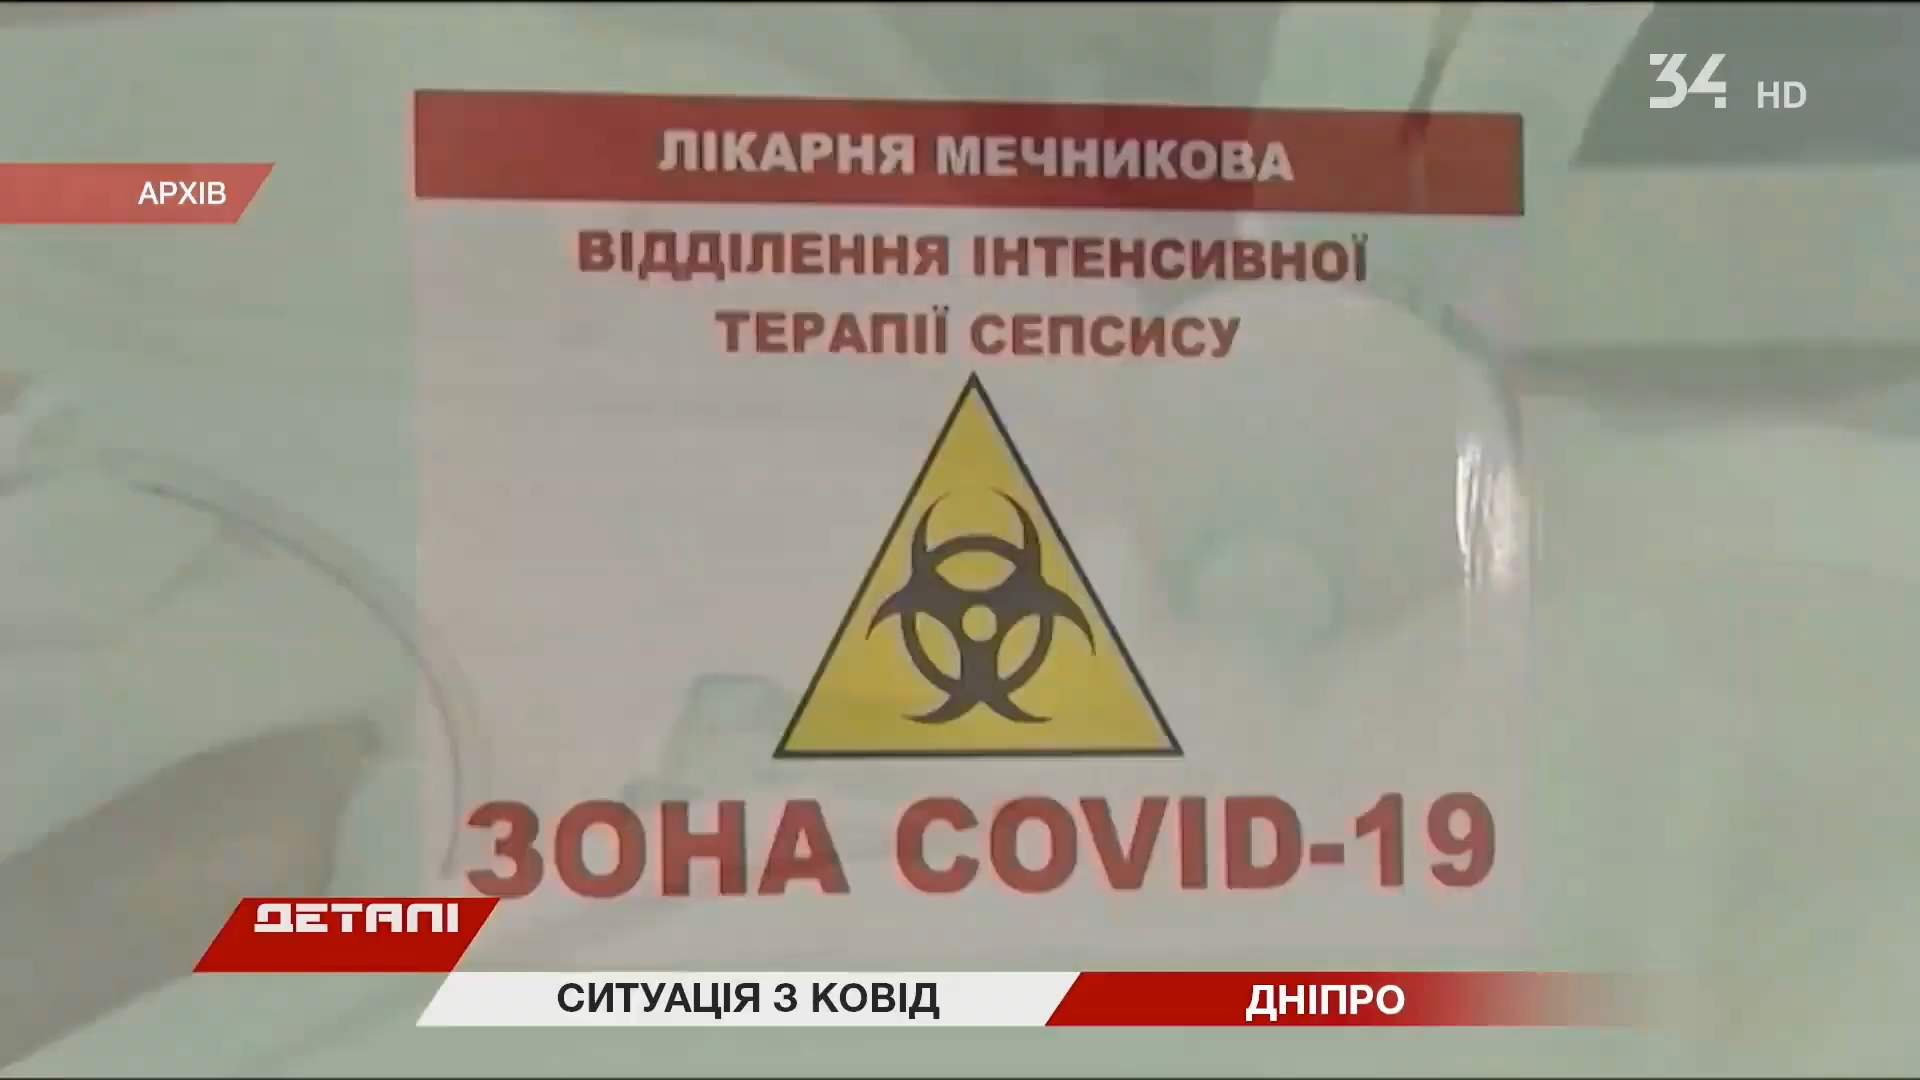 34 HD
АРХІВ
ЛІКАРНЯ МЕЧНИКОВА
ВІДДІЛЕННЯ ІНТЕНСИВНОЇ
ТЕРАПІЇ СЕПСИСУ
ЗОНА COVID-19
ДЕТАЛІ
СИТУАЦІЯ З КОВІД
ДНІПРО